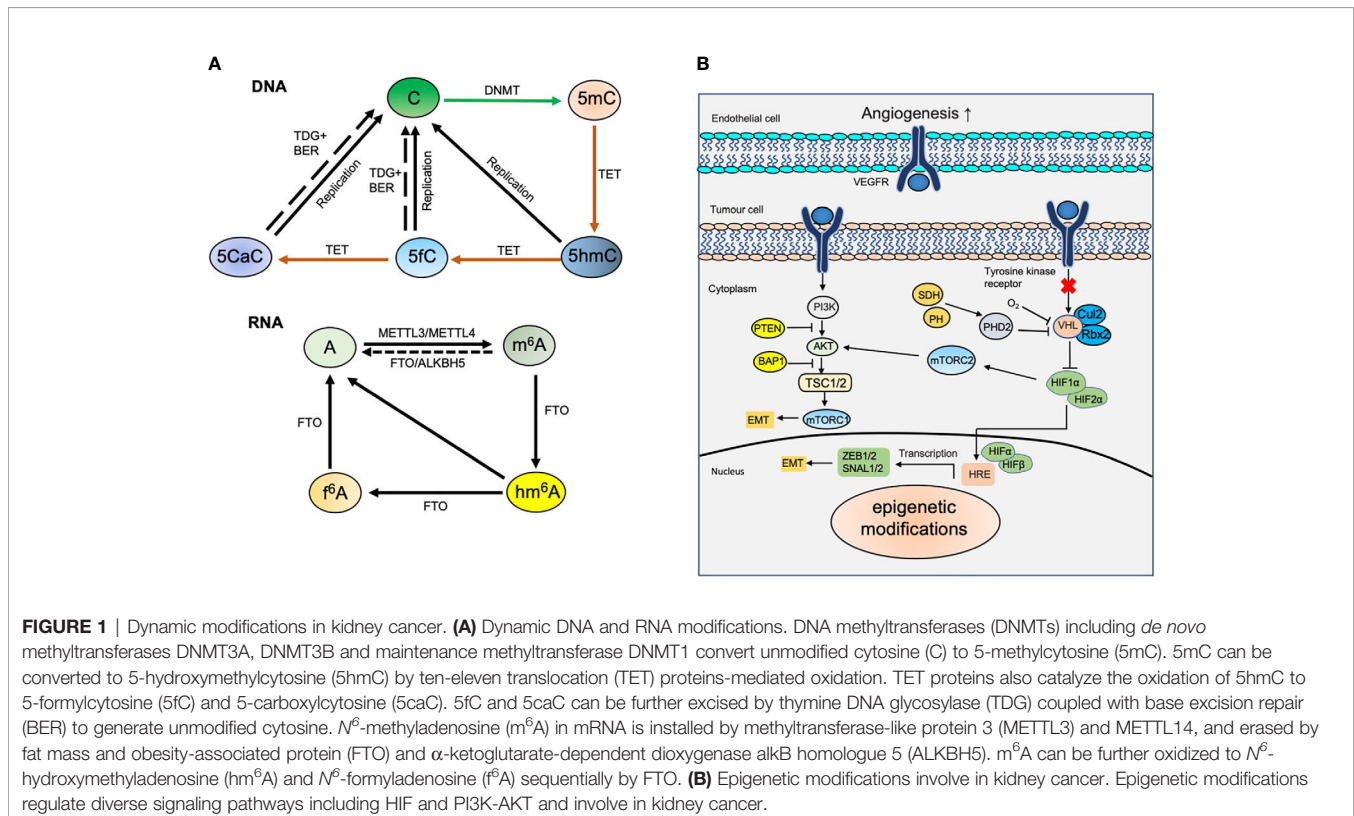 A
DNA
C
DNMT
5mC
TDG+
BER
Replication
TDG+
BER
Replication
Replication
TET
5CaC
TET
5fC
TET
5hmC
RNA
A
METTL3/METTL4
FTO/ALKBH5
m⁶A
FTO
FTO
f⁶A
FTO
hm⁶A
B
Endothelial cell
Angiogenesis ↑
VEGFR
Tumour cell
Cytoplasm
Tyrosine kinase
receptor
PI3K
SDH
PH
O₂
PHD2
VHL
Cul2
Rbx2
PTEN
AKT
BAP1
mTORC2
TSC1/2
HIF1α
HIF2α
EMT
mTORC1
Nucleus
EMT
ZEB1/2
SNAL1/2
Transcription
HRE
HIFα
HIFβ
epigenetic
modifications
FIGURE 1 | Dynamic modifications in kidney cancer. (A) Dynamic DNA and RNA modifications. DNA methyltransferases (DNMTs) including de novo
methyltransferases DNMT3A, DNMT3B and maintenance methyltransferase DNMT1 convert unmodified cytosine (C) to 5-methylcytosine (5mC). 5mC can be
converted to 5-hydroxymethylcytosine (5hmC) by ten-eleven translocation (TET) proteins-mediated oxidation. TET proteins also catalyze the oxidation of 5hmC to
5-formylcytosine (5fC) and 5-carboxylcytosine (5caC). 5fC and 5caC can be further excised by thymine DNA glycosylase (TDG) coupled with base excision repair
(BER) to generate unmodified cytosine. N⁶-methyladenosine (m⁶A) in mRNA is installed by methyltransferase-like protein 3 (METTL3) and METTL14, and erased by
fat mass and obesity-associated protein (FTO) and α-ketoglutarate-dependent dioxygenase alkB homologue 5 (ALKBH5). m⁶A can be further oxidized to N⁶-
hydroxymethyladenosine (hm⁶A) and N⁶-formyladenosine (f⁶A) sequentially by FTO. (B) Epigenetic modifications involve in kidney cancer. Epigenetic modifications
regulate diverse signaling pathways including HIF and PI3K-AKT and involve in kidney cancer.